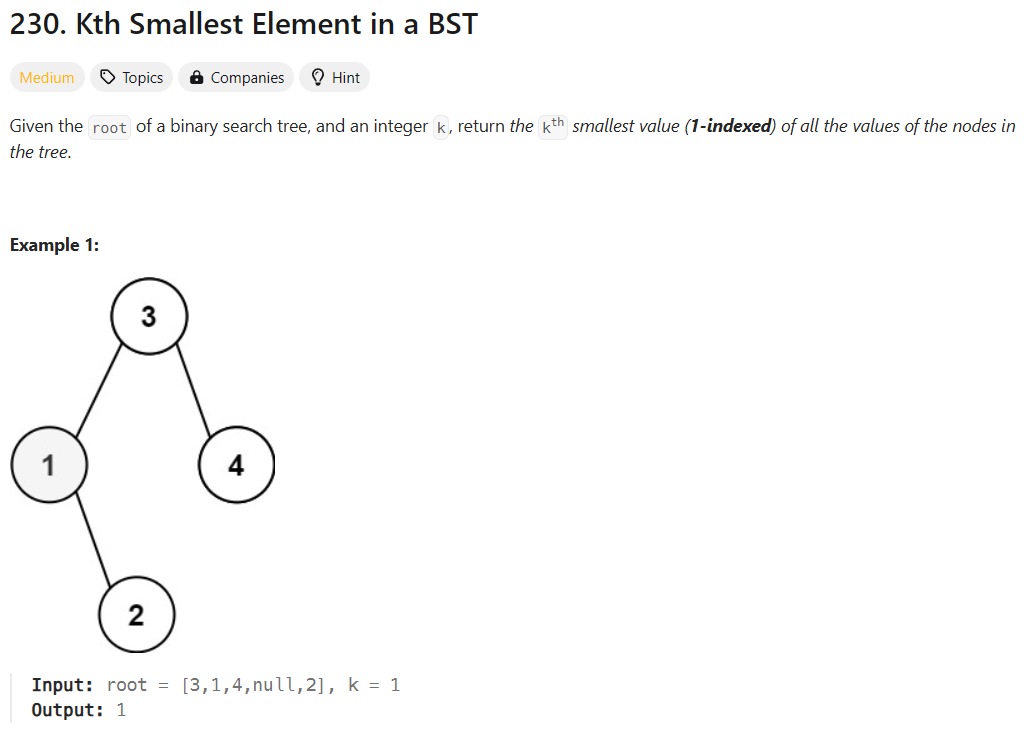 230. Kth Smallest Element in a BST
Medium Topics Companies Hint
Given the root of a binary search tree, and an integer k, return the kth smallest value (1-indexed) of all the values of the nodes in
the tree.
Example 1:
3
1 4
2
Input: root = [3,1,4,null,2], k = 1
Output: 1